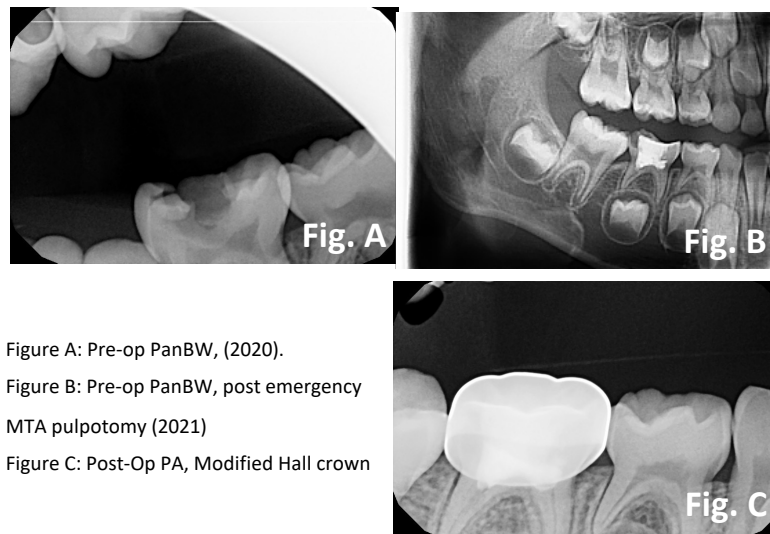 Fig. A
Fig. B
Figure A: Pre-op PanBW, (2020).
Figure B: Pre-op PanBW, post emergency
MTA pulpotomy (2021)
Figure C: Post-Op PA, Modified Hall crown
Fig. C